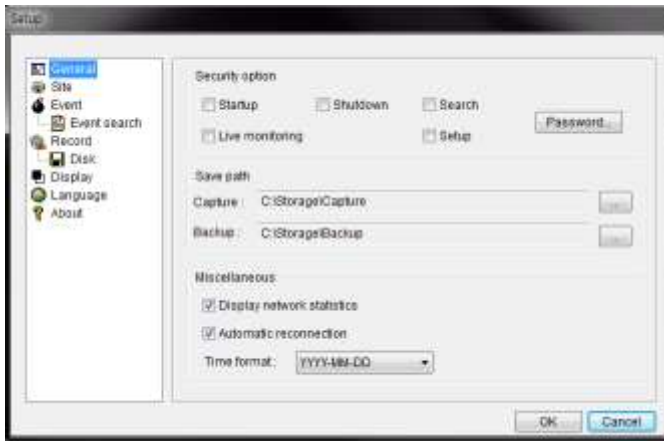 Setup
General
Site
Event
Event search
Record
Disk
Display
Language
About
Security option
Startup Shutdown Search
Live monitoring Setup
Password...
Save path
Capture : C:\Storage\Capture ...
Backup : C:\Storage\Backup ...
Miscellaneous
Display network statistics
Automatic reconnection
Time format : YYYY-MM-DD
OK Cancel